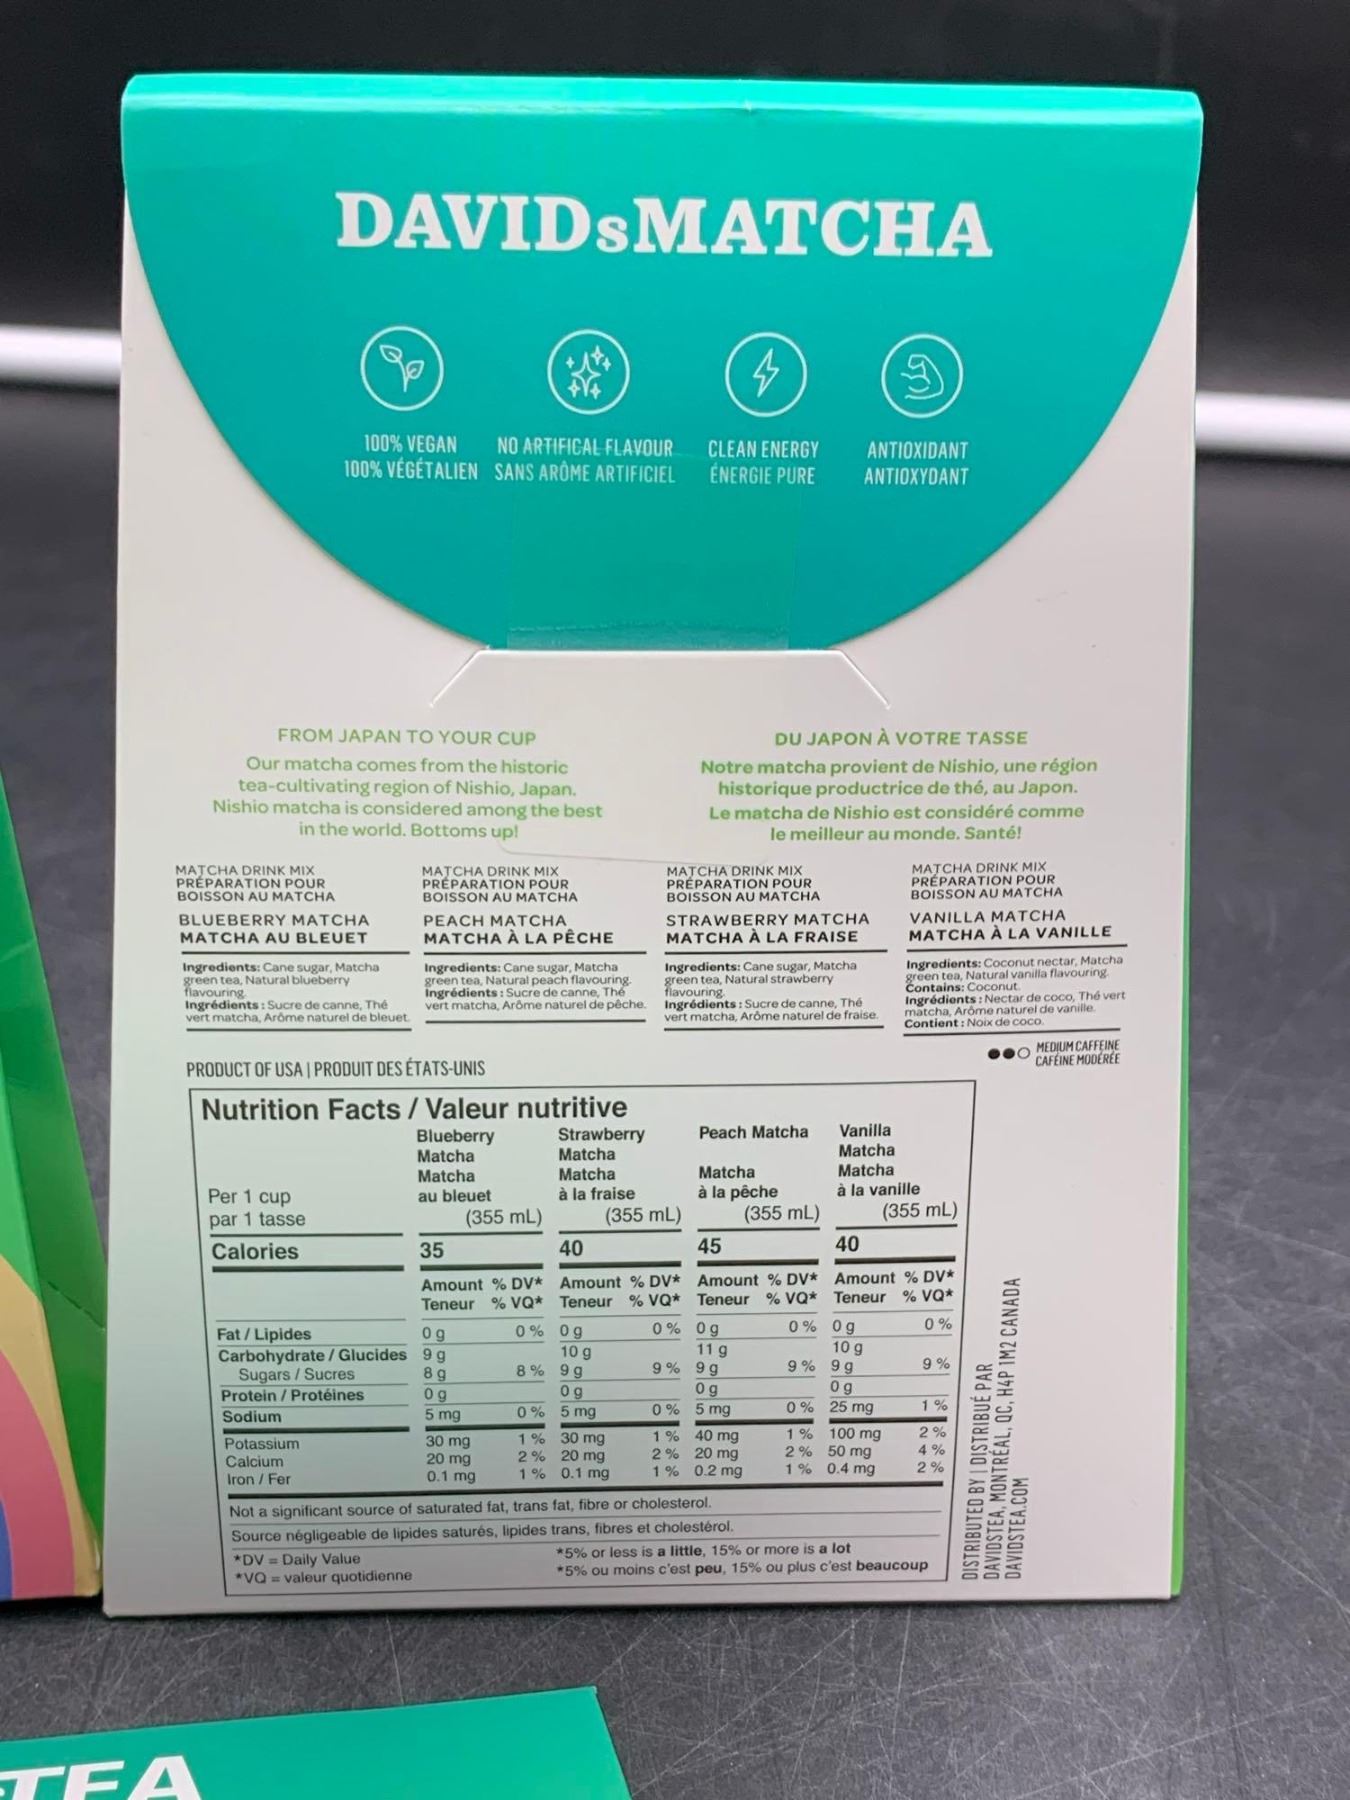 DAVIDsMATCHA
100% VEGAN
100% VÉGÉTALIEN
NO ARTIFICAL FLAVOUR
SANS ARÔME ARTIFICIEL
CLEAN ENERGY
ÉNERGIE PURE
ANTIOXIDANT
ANTIOXYDANT
FROM JAPAN TO YOUR CUP
Our matcha comes from the historic
tea-cultivating region of Nishio, Japan.
Nishio matcha is considered among the best
in the world. Bottoms up!
DU JAPON À VOTRE TASSE
Notre matcha provient de Nishio, une région
historique productrice de thé, au Japon.
Le matcha de Nishio est considéré comme
le meilleur au monde. Santé!
MATCHA DRINK MIX
PRÉPARATION POUR
BOISSON AU MATCHA
BLUEBERRY MATCHA
MATCHA AU BLEUET
Ingredients: Cane sugar, Matcha
green tea, Natural blueberry
flavouring.
Ingrédients : Sucre de canne, Thé
vert matcha, Arôme naturel de bleuet.
MATCHA DRINK MIX
PRÉPARATION POUR
BOISSON AU MATCHA
PEACH MATCHA
MATCHA À LA PÊCHE
Ingredients: Cane sugar, Matcha
green tea, Natural peach flavouring.
Ingrédients : Sucre de canne, Thé
vert matcha, Arôme naturel de pêche.
MATCHA DRINK MIX
PRÉPARATION POUR
BOISSON AU MATCHA
STRAWBERRY MATCHA
MATCHA À LA FRAISE
Ingredients: Cane sugar, Matcha
green tea, Natural strawberry
flavouring.
Ingrédients : Sucre de canne, Thé
vert matcha, Arôme naturel de fraise.
MATCHA DRINK MIX
PRÉPARATION POUR
BOISSON AU MATCHA
VANILLA MATCHA
MATCHA À LA VANILLE
Ingredients: Coconut nectar, Matcha
green tea, Natural vanilla flavouring.
Contains: Coconut.
Ingrédients : Nectar de coco, Thé vert
matcha, Arôme naturel de vanille.
Contient : Noix de coco.
MEDIUM CAFFEINE
CAFÉINE MODÉRÉE
PRODUCT OF USA | PRODUIT DES ÉTATS-UNIS
Nutrition Facts / Valeur nutritive
Blueberry Strawberry Peach Matcha Vanilla
Matcha Matcha Matcha
Matcha Matcha Matcha Matcha
Per 1 cup au bleuet à la fraise à la pêche à la vanille
par 1 tasse (355 mL) (355 mL) (355 mL) (355 mL)
Calories 35 40 45 40
Amount % DV* Amount % DV* Amount % DV* Amount % DV*
Teneur % VQ* Teneur % VQ* Teneur % VQ* Teneur % VQ*
Fat / Lipides 0 g 0 % 0 g 0 % 0 g 0 % 0 g 0 %
Carbohydrate / Glucides 9 g 10 g 11 g 10 g
Sugars / Sucres 8 g 8 % 9 g 9 % 9 g 9 % 9 g 9 %
Protein / Protéines 0 g 0 g 0 g 0 g
Sodium 5 mg 0 % 5 mg 0 % 5 mg 0 % 25 mg 1 %
Potassium 30 mg 1 % 30 mg 1 % 40 mg 1 % 100 mg 2 %
Calcium 20 mg 2 % 20 mg 2 % 20 mg 2 % 50 mg 4 %
Iron / Fer 0.1 mg 1 % 0.1 mg 1 % 0.2 mg 1 % 0.4 mg 2 %
Not a significant source of saturated fat, trans fat, fibre or cholesterol.
Source négligeable de lipides saturés, lipides trans, fibres et cholestérol.
*DV = Daily Value
*VQ = valeur quotidienne
*5% or less is a little, 15% or more is a lot
*5% ou moins c'est peu, 15% ou plus c'est beaucoup
DISTRIBUTED BY | DISTRIBUÉ PAR
DAVIDSTEA, MONTRÉAL, QC, H4P 1M2 CANADA
DAVIDSTEA.COM
TEA